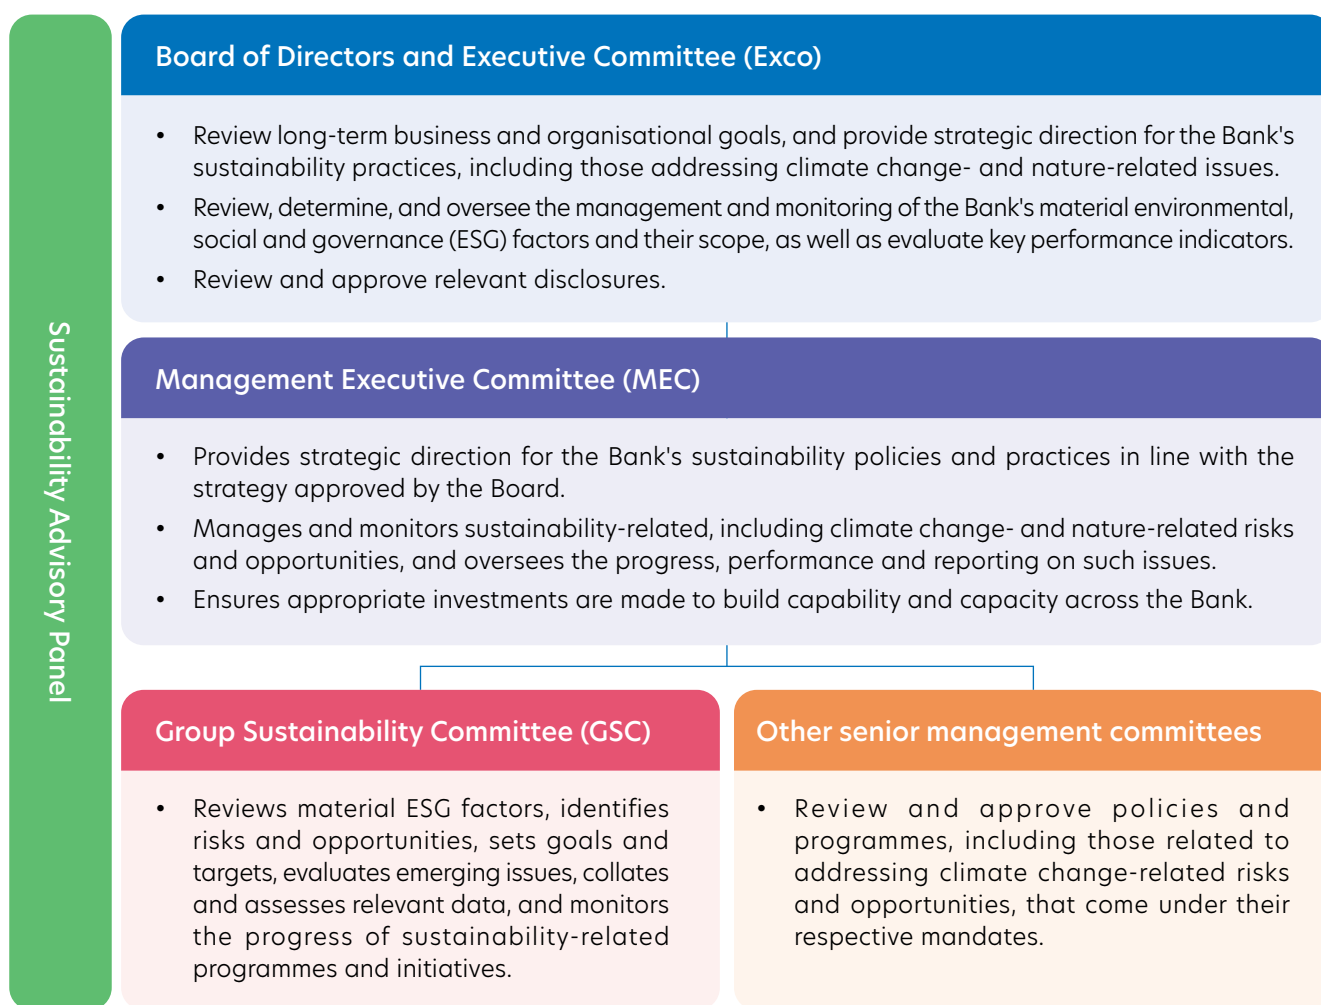 Sustainability Advisory Panel
Board of Directors and Executive Committee (Exco)
• Review long-term business and organisational goals, and provide strategic direction for the Bank's
sustainability practices, including those addressing climate change- and nature-related issues.
• Review, determine, and oversee the management and monitoring of the Bank's material environmental,
social and governance (ESG) factors and their scope, as well as evaluate key performance indicators.
• Review and approve relevant disclosures.
Management Executive Committee (MEC)
• Provides strategic direction for the Bank's sustainability policies and practices in line with the
strategy approved by the Board.
• Manages and monitors sustainability-related, including climate change- and nature-related risks
and opportunities, and oversees the progress, performance and reporting on such issues.
• Ensures appropriate investments are made to build capability and capacity across the Bank.
Group Sustainability Committee (GSC)
• Reviews material ESG factors, identifies
risks and opportunities, sets goals and
targets, evaluates emerging issues, collates
and assesses relevant data, and monitors
the progress of sustainability-related
programmes and initiatives.
Other senior management committees
• Review and approve policies and
programmes, including those related to
addressing climate change-related risks
and opportunities, that come under their
respective mandates.